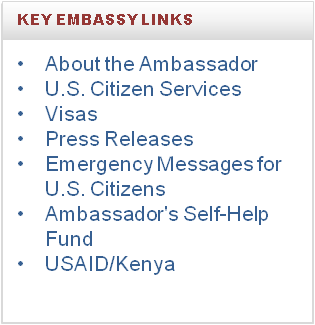 KEY EMBASSY LINKS
• About the Ambassador
• U.S. Citizen Services
• Visas
• Press Releases
• Emergency Messages for
U.S. Citizens
• Ambassador's Self-Help
Fund
• USAID/Kenya